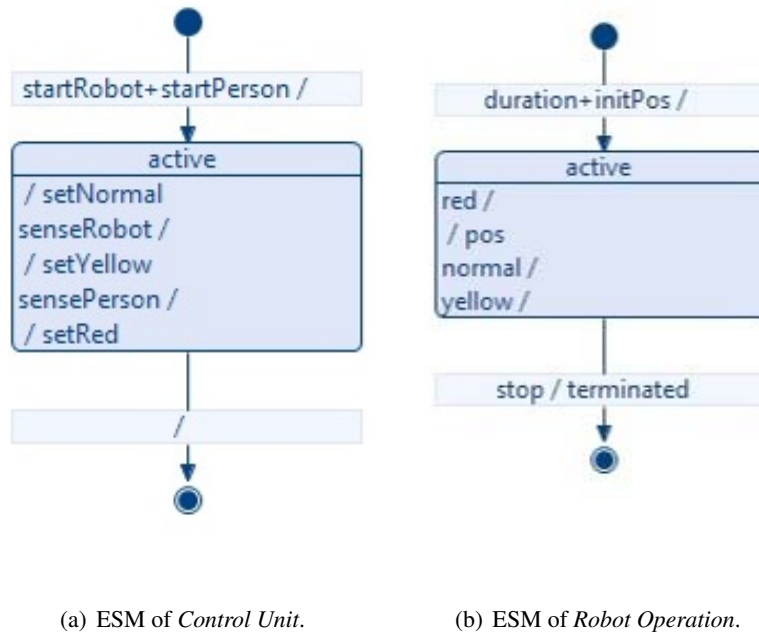 startRobot+startPerson /
active
/ setNormal
senseRobot /
/ setYellow
sensePerson /
/ setRed
/
duration+initPos /
active
red /
/ pos
normal /
yellow /
stop / terminated
(a) ESM of Control Unit.
(b) ESM of Robot Operation.